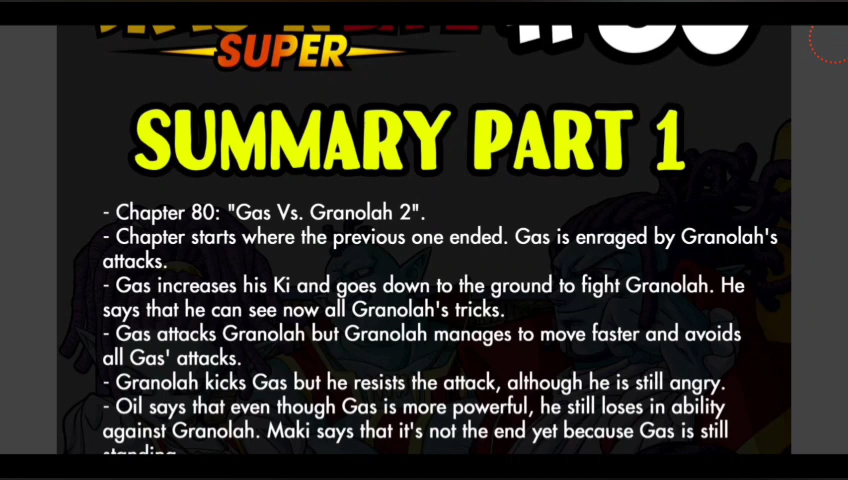 SUPER
SUMMARY PART 1
- Chapter 80: "Gas Vs. Granolah 2".
- Chapter starts where the previous one ended. Gas is enraged by Granolah's
attacks.
- Gas increases his Ki and goes down to the ground to fight Granolah. He
says that he can see now all Granolah's tricks.
- Gas attacks Granolah but Granolah manages to move faster and avoids
all Gas' attacks.
- Granolah kicks Gas but he resists the attack, although he is still angry.
- Oil says that even though Gas is more powerful, he still loses in ability
against Granolah. Maki says that it's not the end yet because Gas is still
standing.